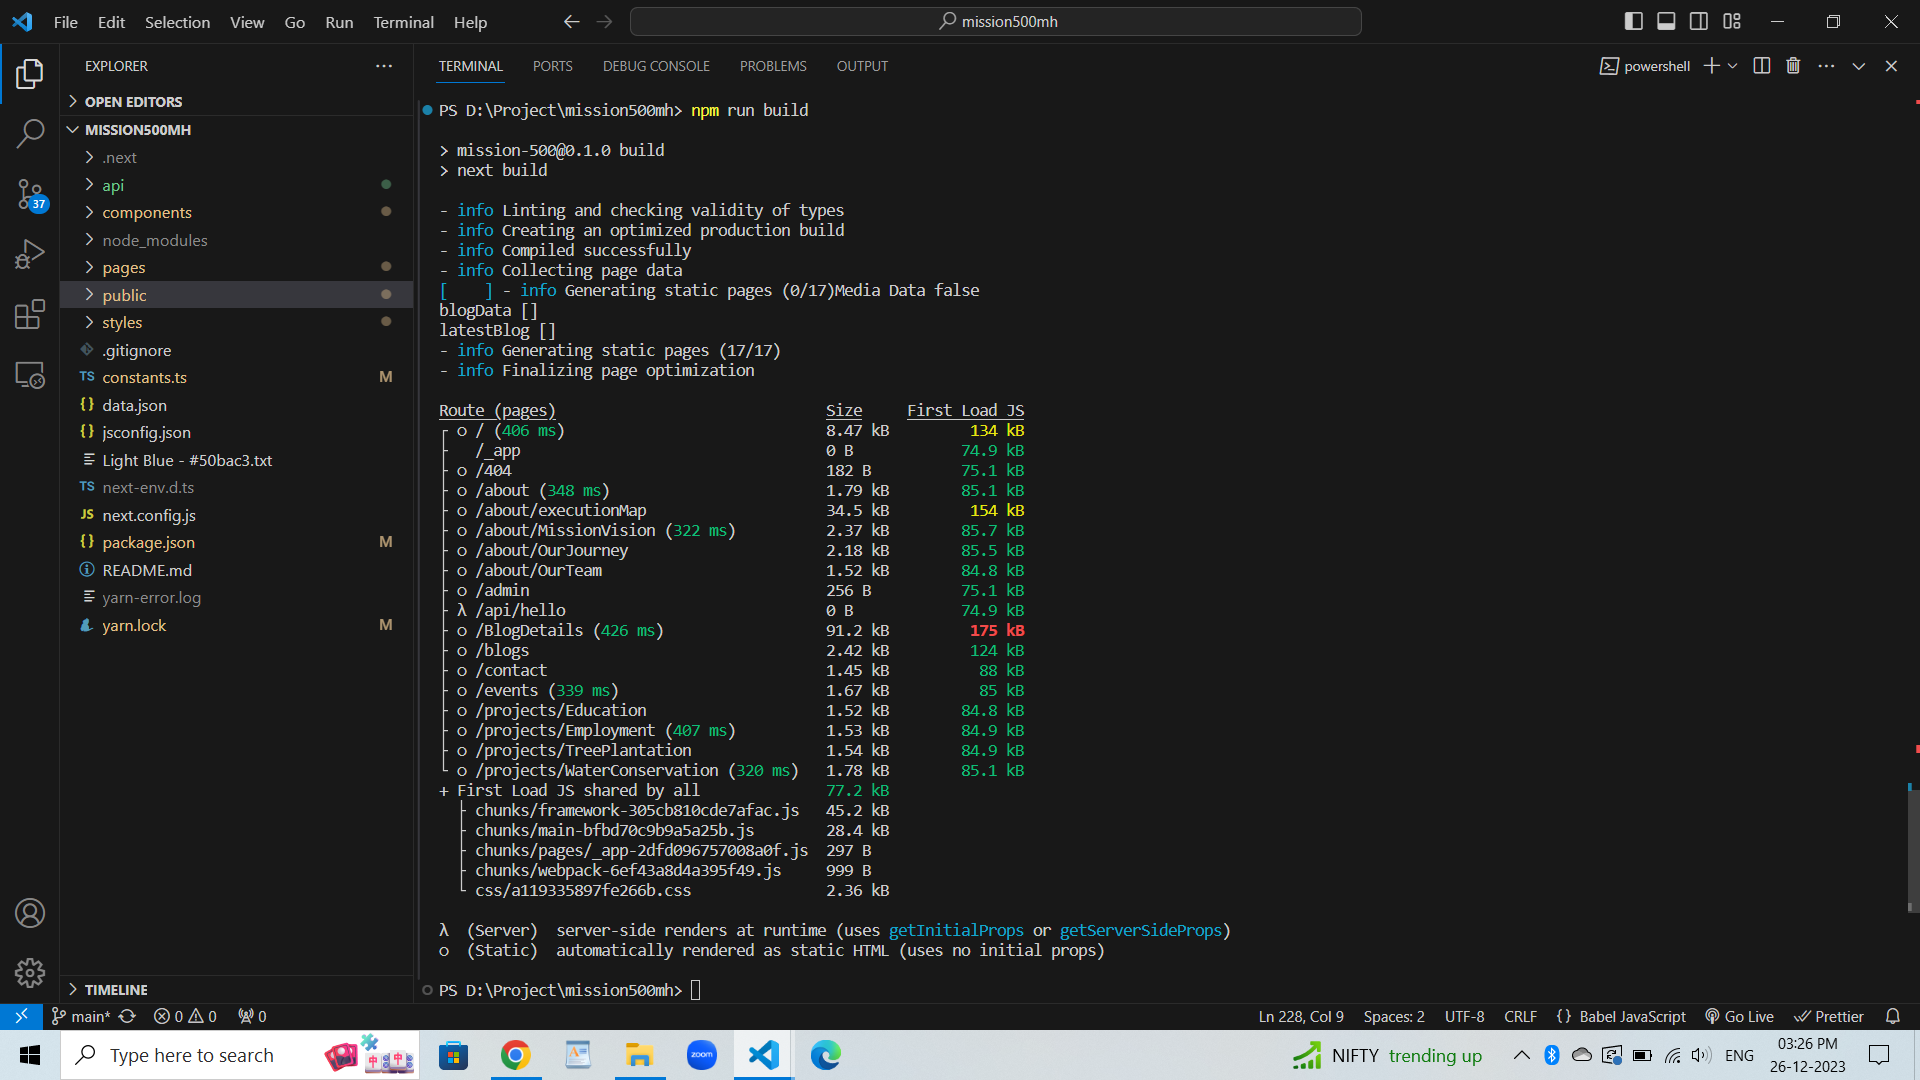 File Edit Selection View Go Run Terminal Help
mission500mh
EXPLORER
OPEN EDITORS
MISSION500MH
.next
api
components
node_modules
pages
public
styles
.gitignore
TS constants.ts M
{} data.json
{} jsconfig.json
Light Blue - #50bac3.txt
TS next-env.d.ts
JS next.config.js
{} package.json M
README.md
yarn-error.log
yarn.lock M
TIMELINE
37
TERMINAL PORTS DEBUG CONSOLE PROBLEMS OUTPUT
powershell
PS D:\Project\mission500mh> npm run build
> mission-500@0.1.0 build
> next build
- info Linting and checking validity of types
- info Creating an optimized production build
- info Compiled successfully
- info Collecting page data
[    ] - info Generating static pages (0/17)Media Data false
blogData []
latestBlog []
- info Generating static pages (17/17)
- info Finalizing page optimization
Route (pages) Size First Load JS
┌ ○ / (406 ms) 8.47 kB 134 kB
├   /_app 0 B 74.9 kB
├ ○ /404 182 B 75.1 kB
├ ○ /about (348 ms) 1.79 kB 85.1 kB
├ ○ /about/executionMap 34.5 kB 154 kB
├ ○ /about/MissionVision (322 ms) 2.37 kB 85.7 kB
├ ○ /about/OurJourney 2.18 kB 85.5 kB
├ ○ /about/OurTeam 1.52 kB 84.8 kB
├ ○ /admin 256 B 75.1 kB
├ λ /api/hello 0 B 74.9 kB
├ ○ /BlogDetails (426 ms) 91.2 kB 175 kB
├ ○ /blogs 2.42 kB 124 kB
├ ○ /contact 1.45 kB 88 kB
├ ○ /events (339 ms) 1.67 kB 85 kB
├ ○ /projects/Education 1.52 kB 84.8 kB
├ ○ /projects/Employment (407 ms) 1.53 kB 84.9 kB
├ ○ /projects/TreePlantation 1.54 kB 84.9 kB
└ ○ /projects/WaterConservation (320 ms) 1.78 kB 85.1 kB
+ First Load JS shared by all 77.2 kB
├ chunks/framework-305cb810cde7afac.js 45.2 kB
├ chunks/main-bfbd70c9b9a5a25b.js 28.4 kB
├ chunks/pages/_app-2dfd096757008a0f.js 297 B
├ chunks/webpack-6ef43a8d4a395f49.js 999 B
└ css/a119335897fe266b.css 2.36 kB
λ (Server) server-side renders at runtime (uses getInitialProps or getServerSideProps)
○ (Static) automatically rendered as static HTML (uses no initial props)
PS D:\Project\mission500mh>
main* 0 0 0 Ln 228, Col 9 Spaces: 2 UTF-8 CRLF {} Babel JavaScript Go Live Prettier
Type here to search
zoom
NIFTY trending up
ENG
03:26 PM
26-12-2023